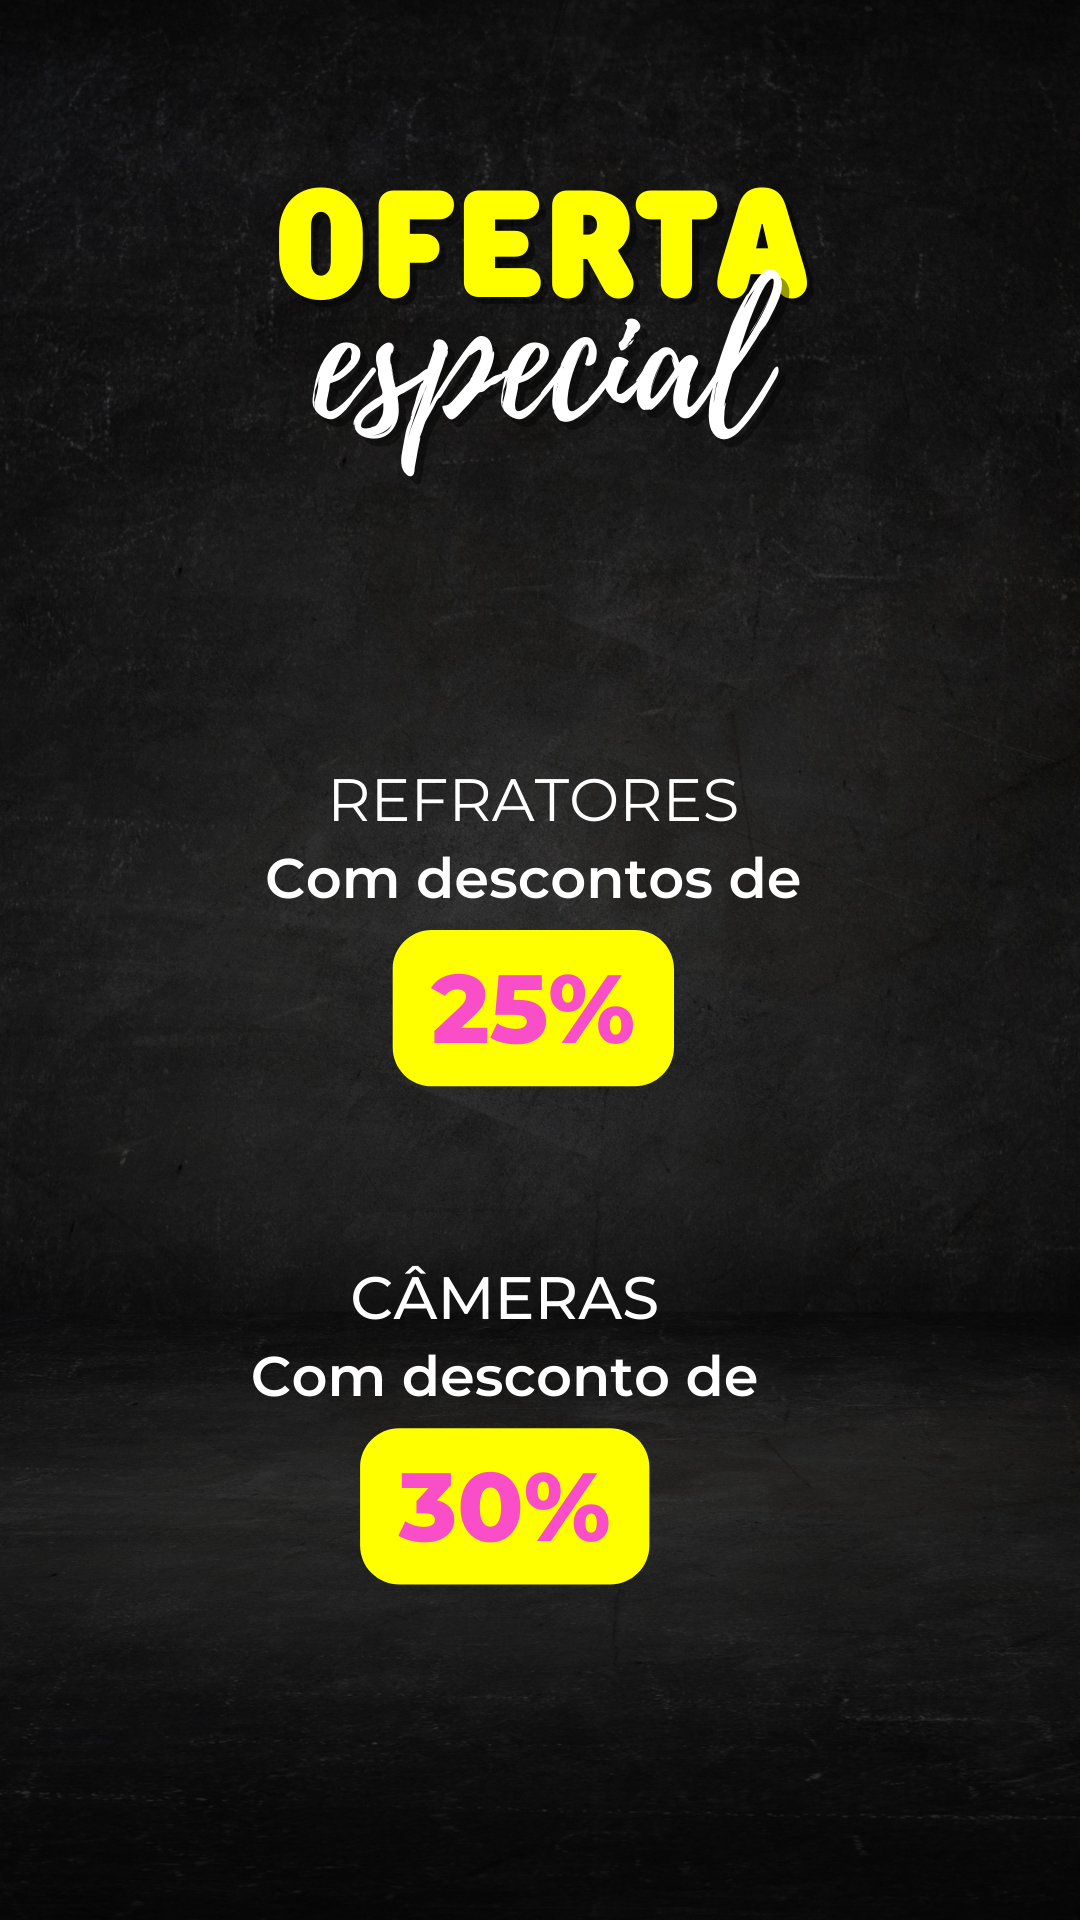 OFERTA
especial
REFRATORES
Com descontos de
25%
CÂMERAS
Com desconto de
30%